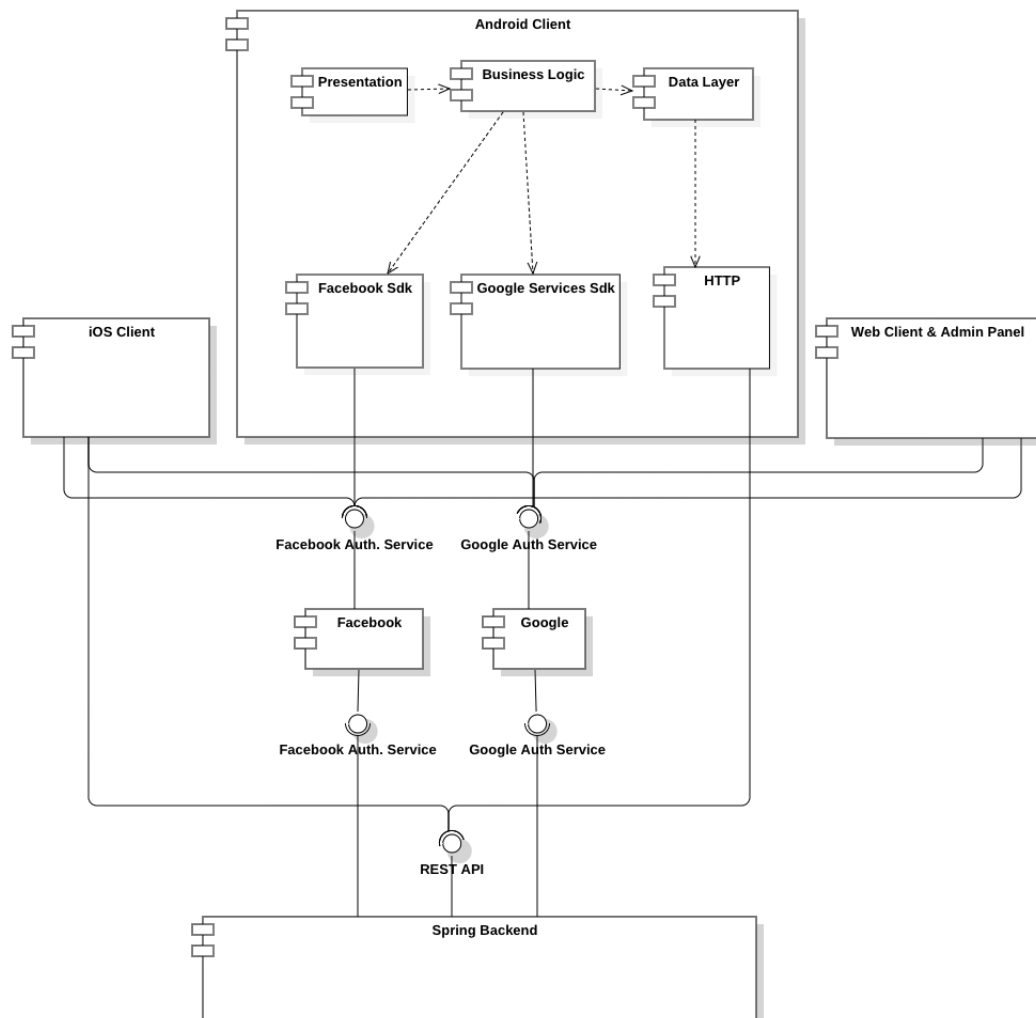 Android Client
Presentation
Business Logic
Data Layer
Facebook Sdk
Google Services Sdk
HTTP
iOS Client
Web Client & Admin Panel
Facebook Auth. Service
Google Auth Service
Facebook
Google
Facebook Auth. Service
Google Auth Service
REST API
Spring Backend